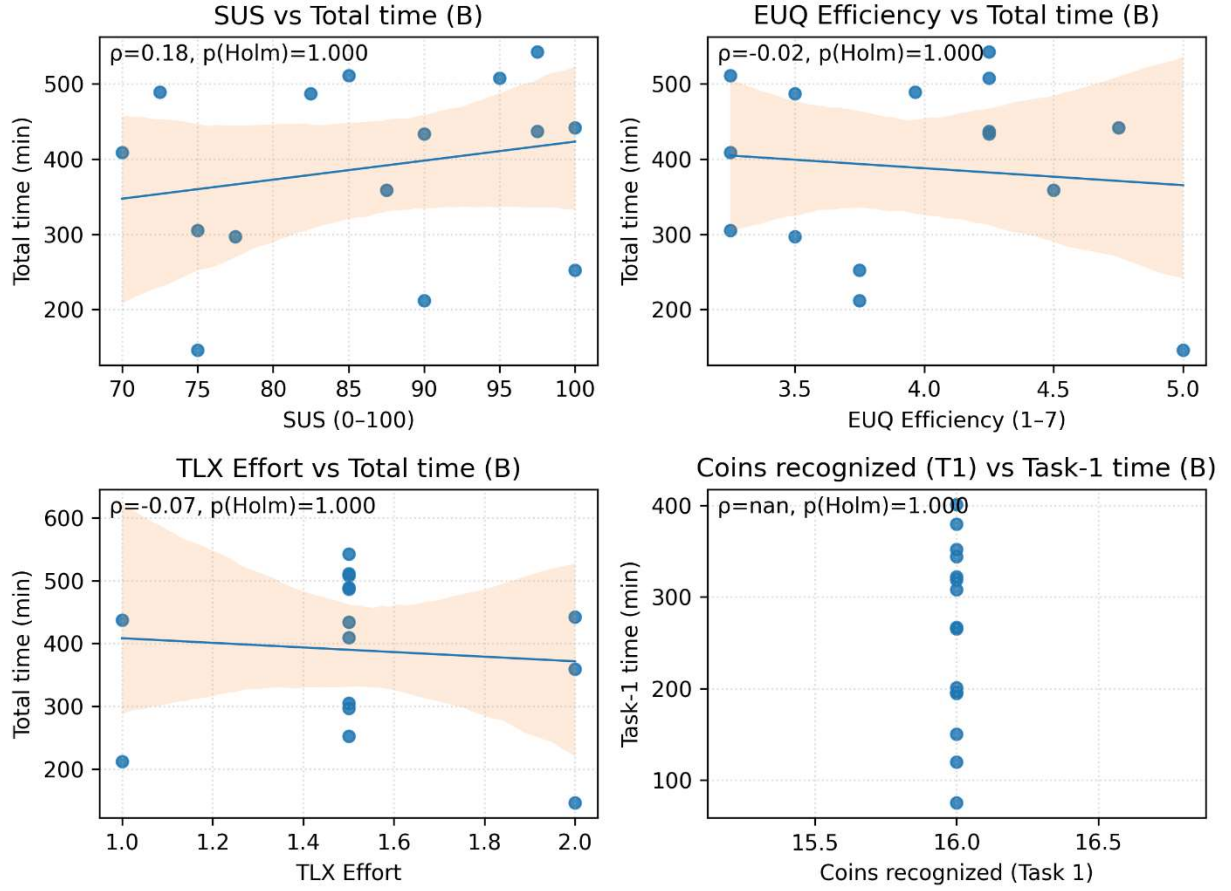 SUS vs Total time (B)
ρ=0.18, p(Holm)=1.000
Total time (min)
500
400
300
200
70 75 80 85 90 95 100
SUS (0–100)
EUQ Efficiency vs Total time (B)
ρ=-0.02, p(Holm)=1.000
Total time (min)
500
400
300
200
3.5 4.0 4.5 5.0
EUQ Efficiency (1–7)
TLX Effort vs Total time (B)
ρ=-0.07, p(Holm)=1.000
Total time (min)
600
500
400
300
200
1.0 1.2 1.4 1.6 1.8 2.0
TLX Effort
Coins recognized (T1) vs Task-1 time (B)
ρ=nan, p(Holm)=1.000
Task-1 time (min)
400
300
200
100
15.5 16.0 16.5
Coins recognized (Task 1)